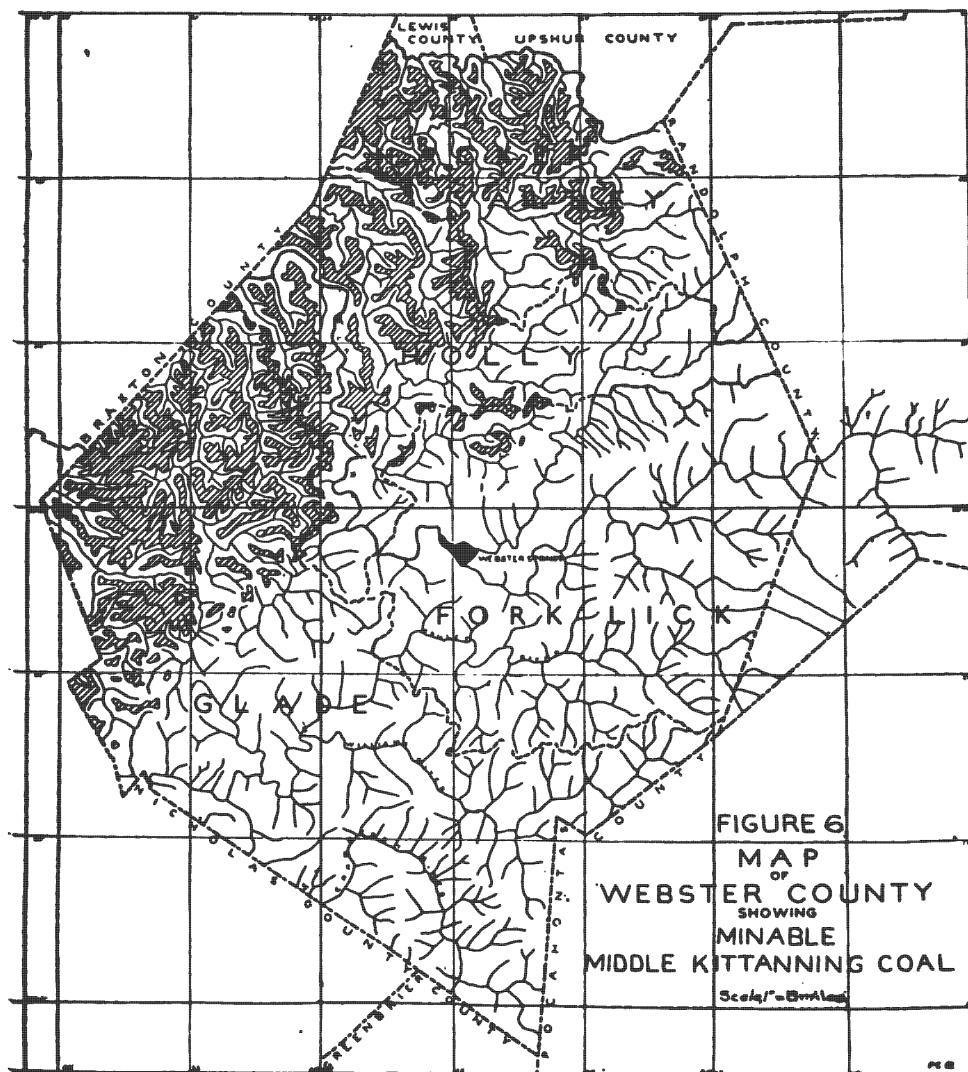 LEWIS
COUNTY
UPSHUR COUNTY
RANDOLPH COUNTY
BRAXTON COUNTY
HOLLY
WEBSTER SPRINGS
FORK LICK
GLADE
NICHOLAS COUNTY
GREENBRIER COUNTY
POCAHONTAS COUNTY
FIGURE 6
MAP
OF
WEBSTER COUNTY
SHOWING
MINABLE
MIDDLE KITTANNING COAL